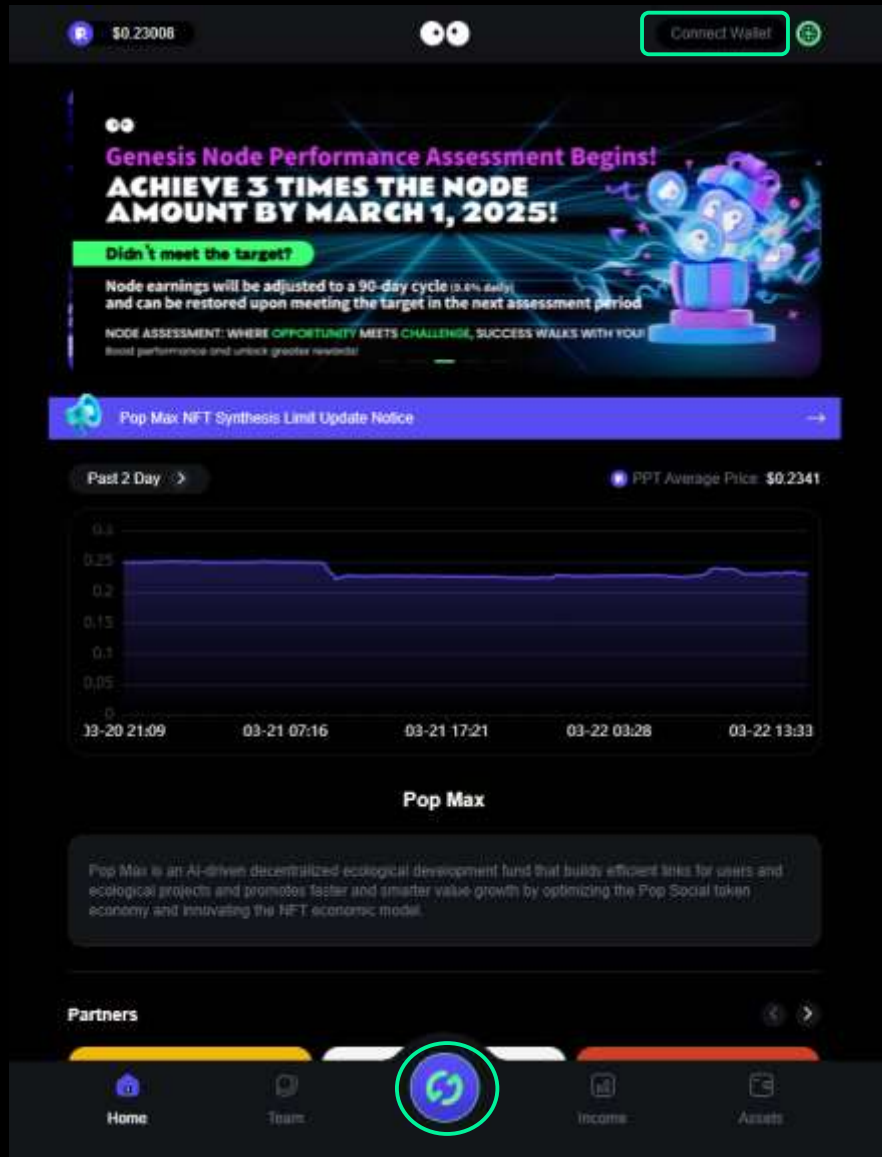 $0.23008
Connect Wallet
Genesis Node Performance Assessment Begins!
ACHIEVE 3 TIMES THE NODE
AMOUNT BY MARCH 1, 2025!
Didn't meet the target?
Node earnings will be adjusted to a 90-day cycle
and can be restored upon meeting the target in the next assessment period
NODE ASSESSMENT: WHERE OPPORTUNITY MEETS CHALLENGE, SUCCESS WALKS WITH YOU!
Boost performance and unlock greater rewards!
Pop Max NFT Synthesis Limit Update Notice
Past 2 Day
PPT Average Price $0.2341
0.3
0.25
0.2
0.15
0.1
0.05
0
03-20 21:09 03-21 07:16 03-21 17:21 03-22 03:28 03-22 13:33
Pop Max
Pop Max is an AI-driven decentralized ecological development fund that builds efficient links for users and
ecological projects and promotes faster and smarter value growth by optimizing the Pop Social token
economy and innovating the NFT economic model.
Partners
Home Team Income Assets